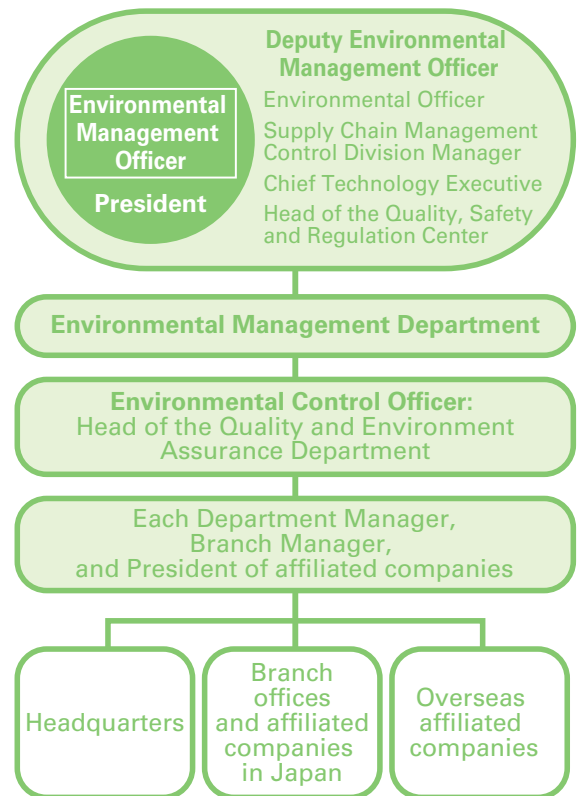 Environmental
Management
Officer
President
Deputy Environmental
Management Officer
Environmental Officer
Supply Chain Management
Control Division Manager
Chief Technology Executive
Head of the Quality, Safety
and Regulation Center
Environmental Management Department
Environmental Control Officer:
Head of the Quality and Environment
Assurance Department
Each Department Manager,
Branch Manager,
and President of affiliated companies
Headquarters
Branch
offices
and affiliated
companies
in Japan
Overseas
affiliated
companies